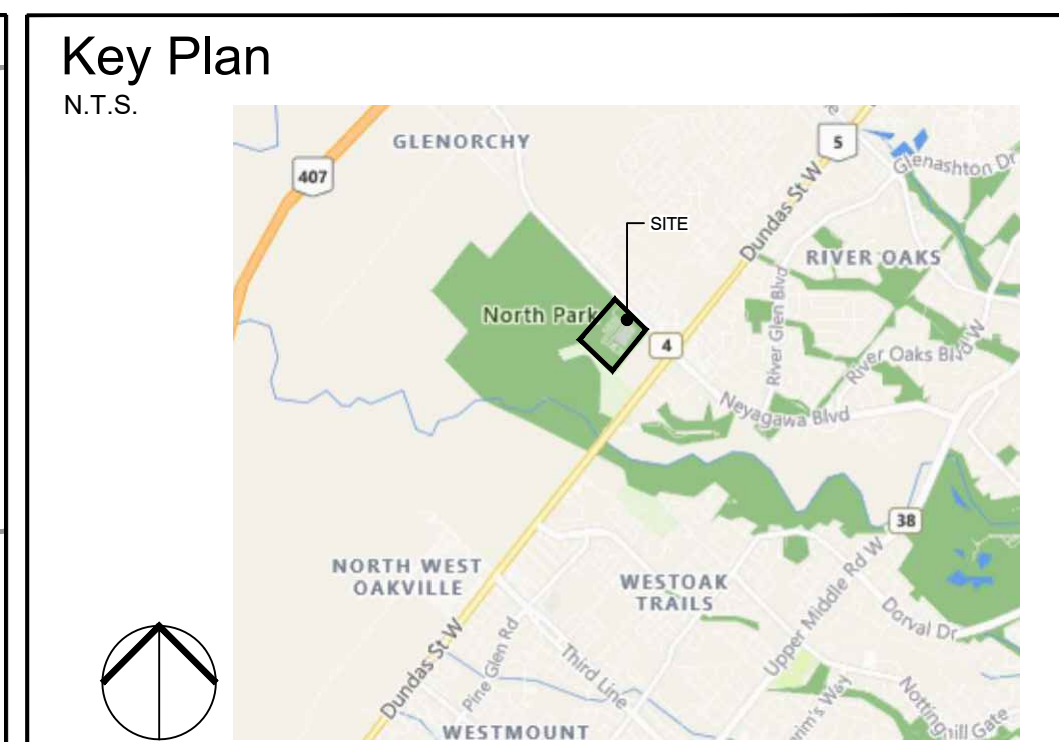 Key Plan
N.T.S.
GLENORCHY
5
Glenashton Dr
407
Dundas St W
SITE
RIVER OAKS
North Park
4
River Glen Blvd
River Oaks Blvd W
Neyagawa Blvd
38
NORTH WEST
OAKVILLE
WESTOAK
TRAILS
Upper Middle Rd W
Dorval Dr
Dundas St W
Pine Glen Rd
Third Line
Nottinghill Gate
WESTMOUNT